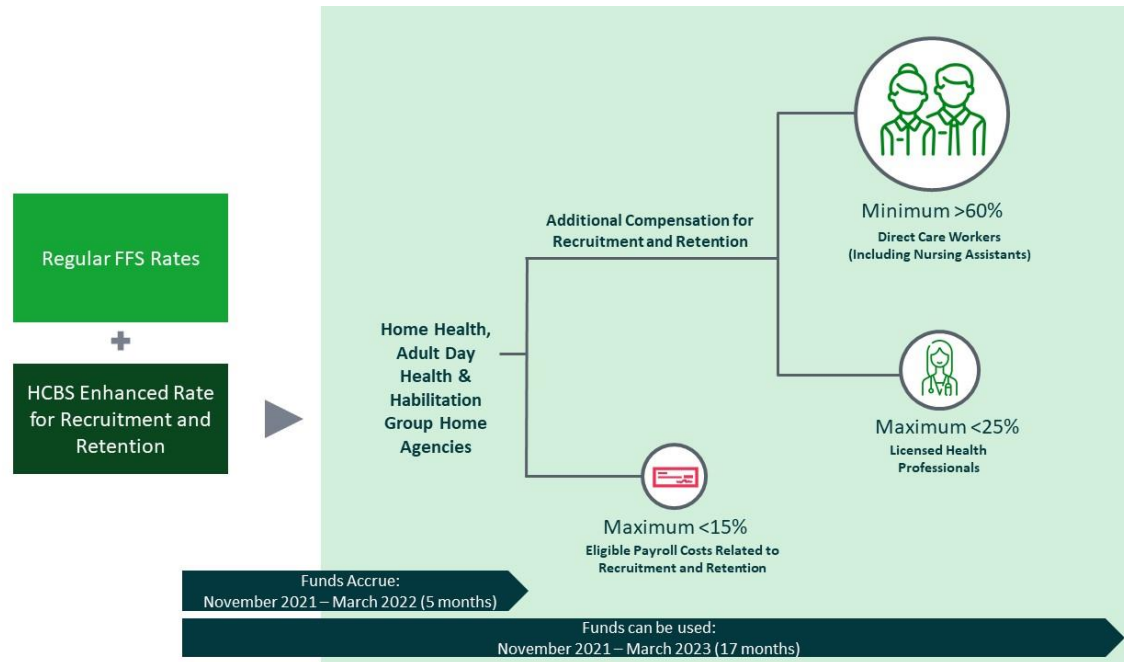 Regular FFS Rates
+
HCBS Enhanced Rate
for Recruitment and
Retention
Home Health,
Adult Day
Health &
Habilitation
Group Home
Agencies
Additional Compensation for
Recruitment and Retention
Minimum >60%
Direct Care Workers
(Including Nursing Assistants)
Maximum <25%
Licensed Health
Professionals
Maximum <15%
Eligible Payroll Costs Related to
Recruitment and Retention
Funds Accrue:
November 2021 – March 2022 (5 months)
Funds can be used:
November 2021 – March 2023 (17 months)